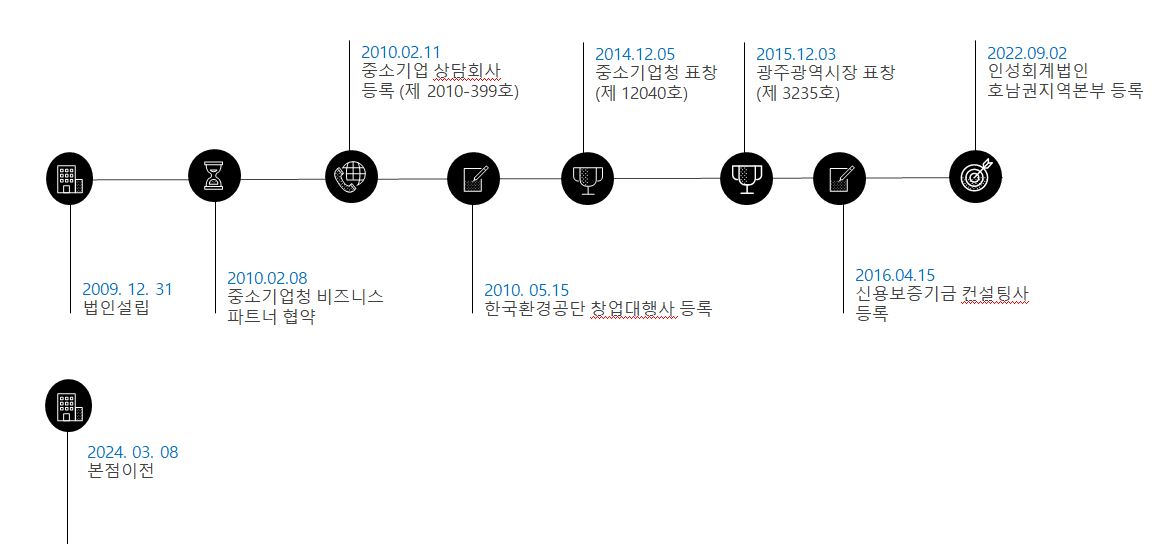 2010.02.11
중소기업 상담회사
등록 (제 2010-399호)
2014.12.05
중소기업청 표창
(제 12040호)
2015.12.03
광주광역시장 표창
(제 3235호)
2022.09.02
인성회계법인
호남권지역본부 등록
2009. 12. 31
법인설립
2010.02.08
중소기업청 비즈니스
파트너 협약
2010. 05.15
한국환경공단 창업대행사 등록
2016.04.15
신용보증기금 컨설팅사
등록
2024. 03. 08
본점이전